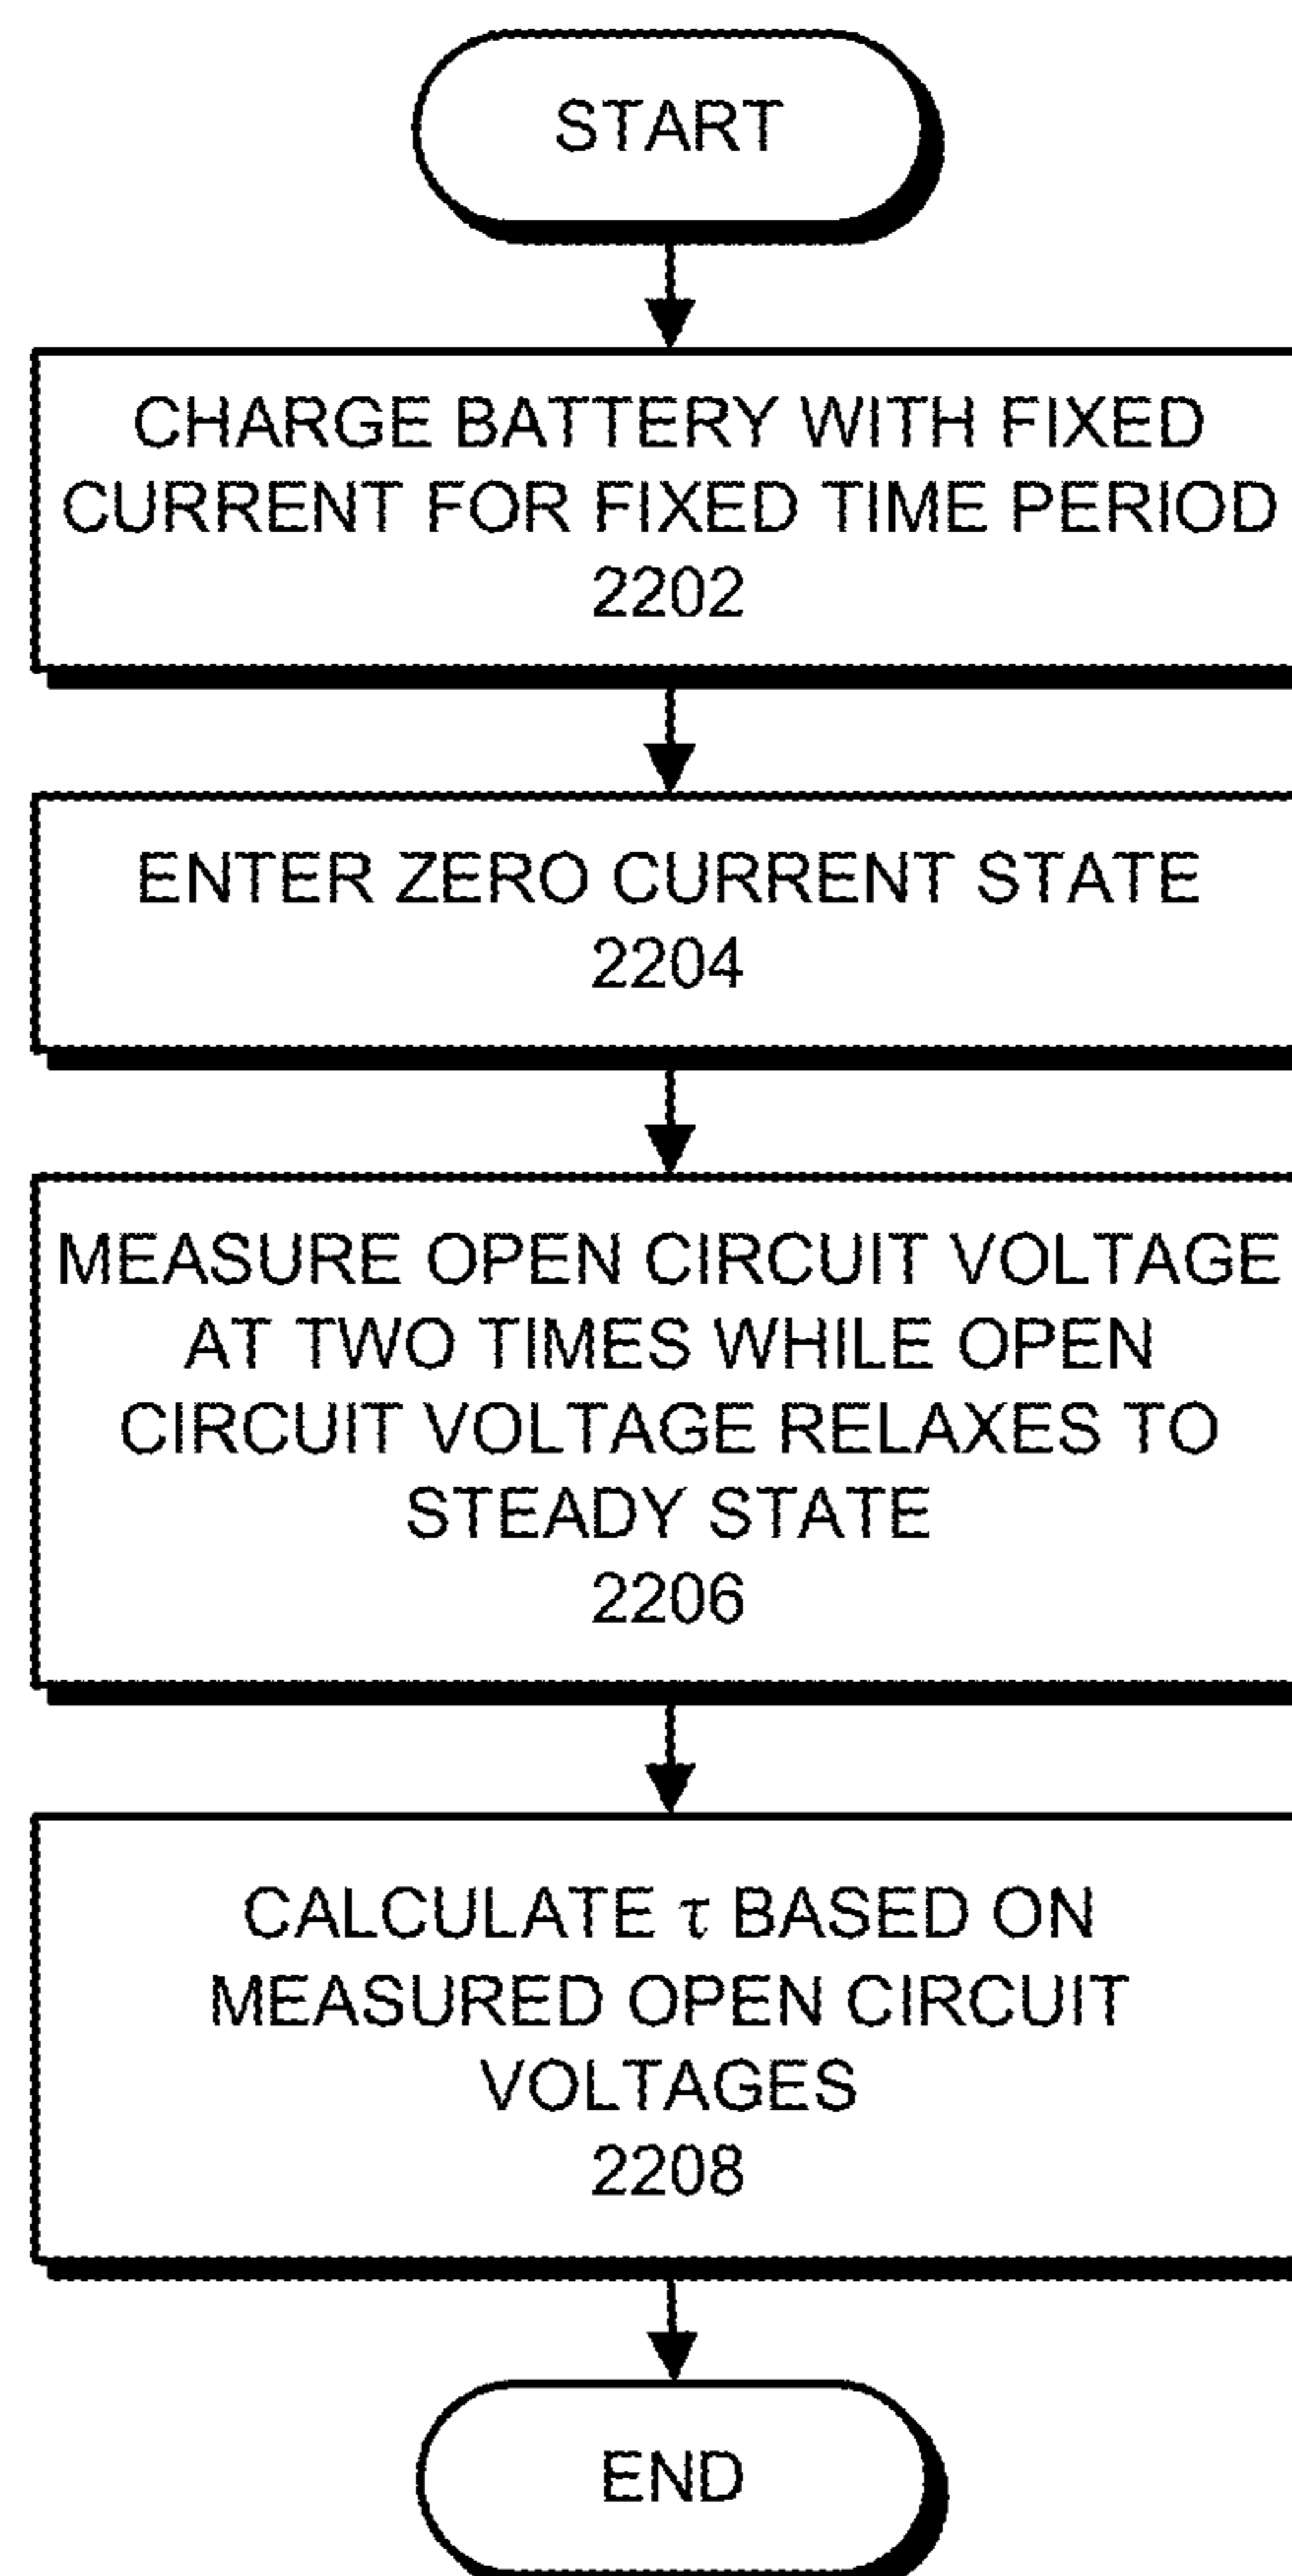 START
CHARGE BATTERY WITH FIXED
CURRENT FOR FIXED TIME PERIOD
2202
ENTER ZERO CURRENT STATE
2204
MEASURE OPEN CIRCUIT VOLTAGE
AT TWO TIMES WHILE OPEN
CIRCUIT VOLTAGE RELAXES TO
STEADY STATE
2206
CALCULATE τ BASED ON
MEASURED OPEN CIRCUIT
VOLTAGES
2208
END